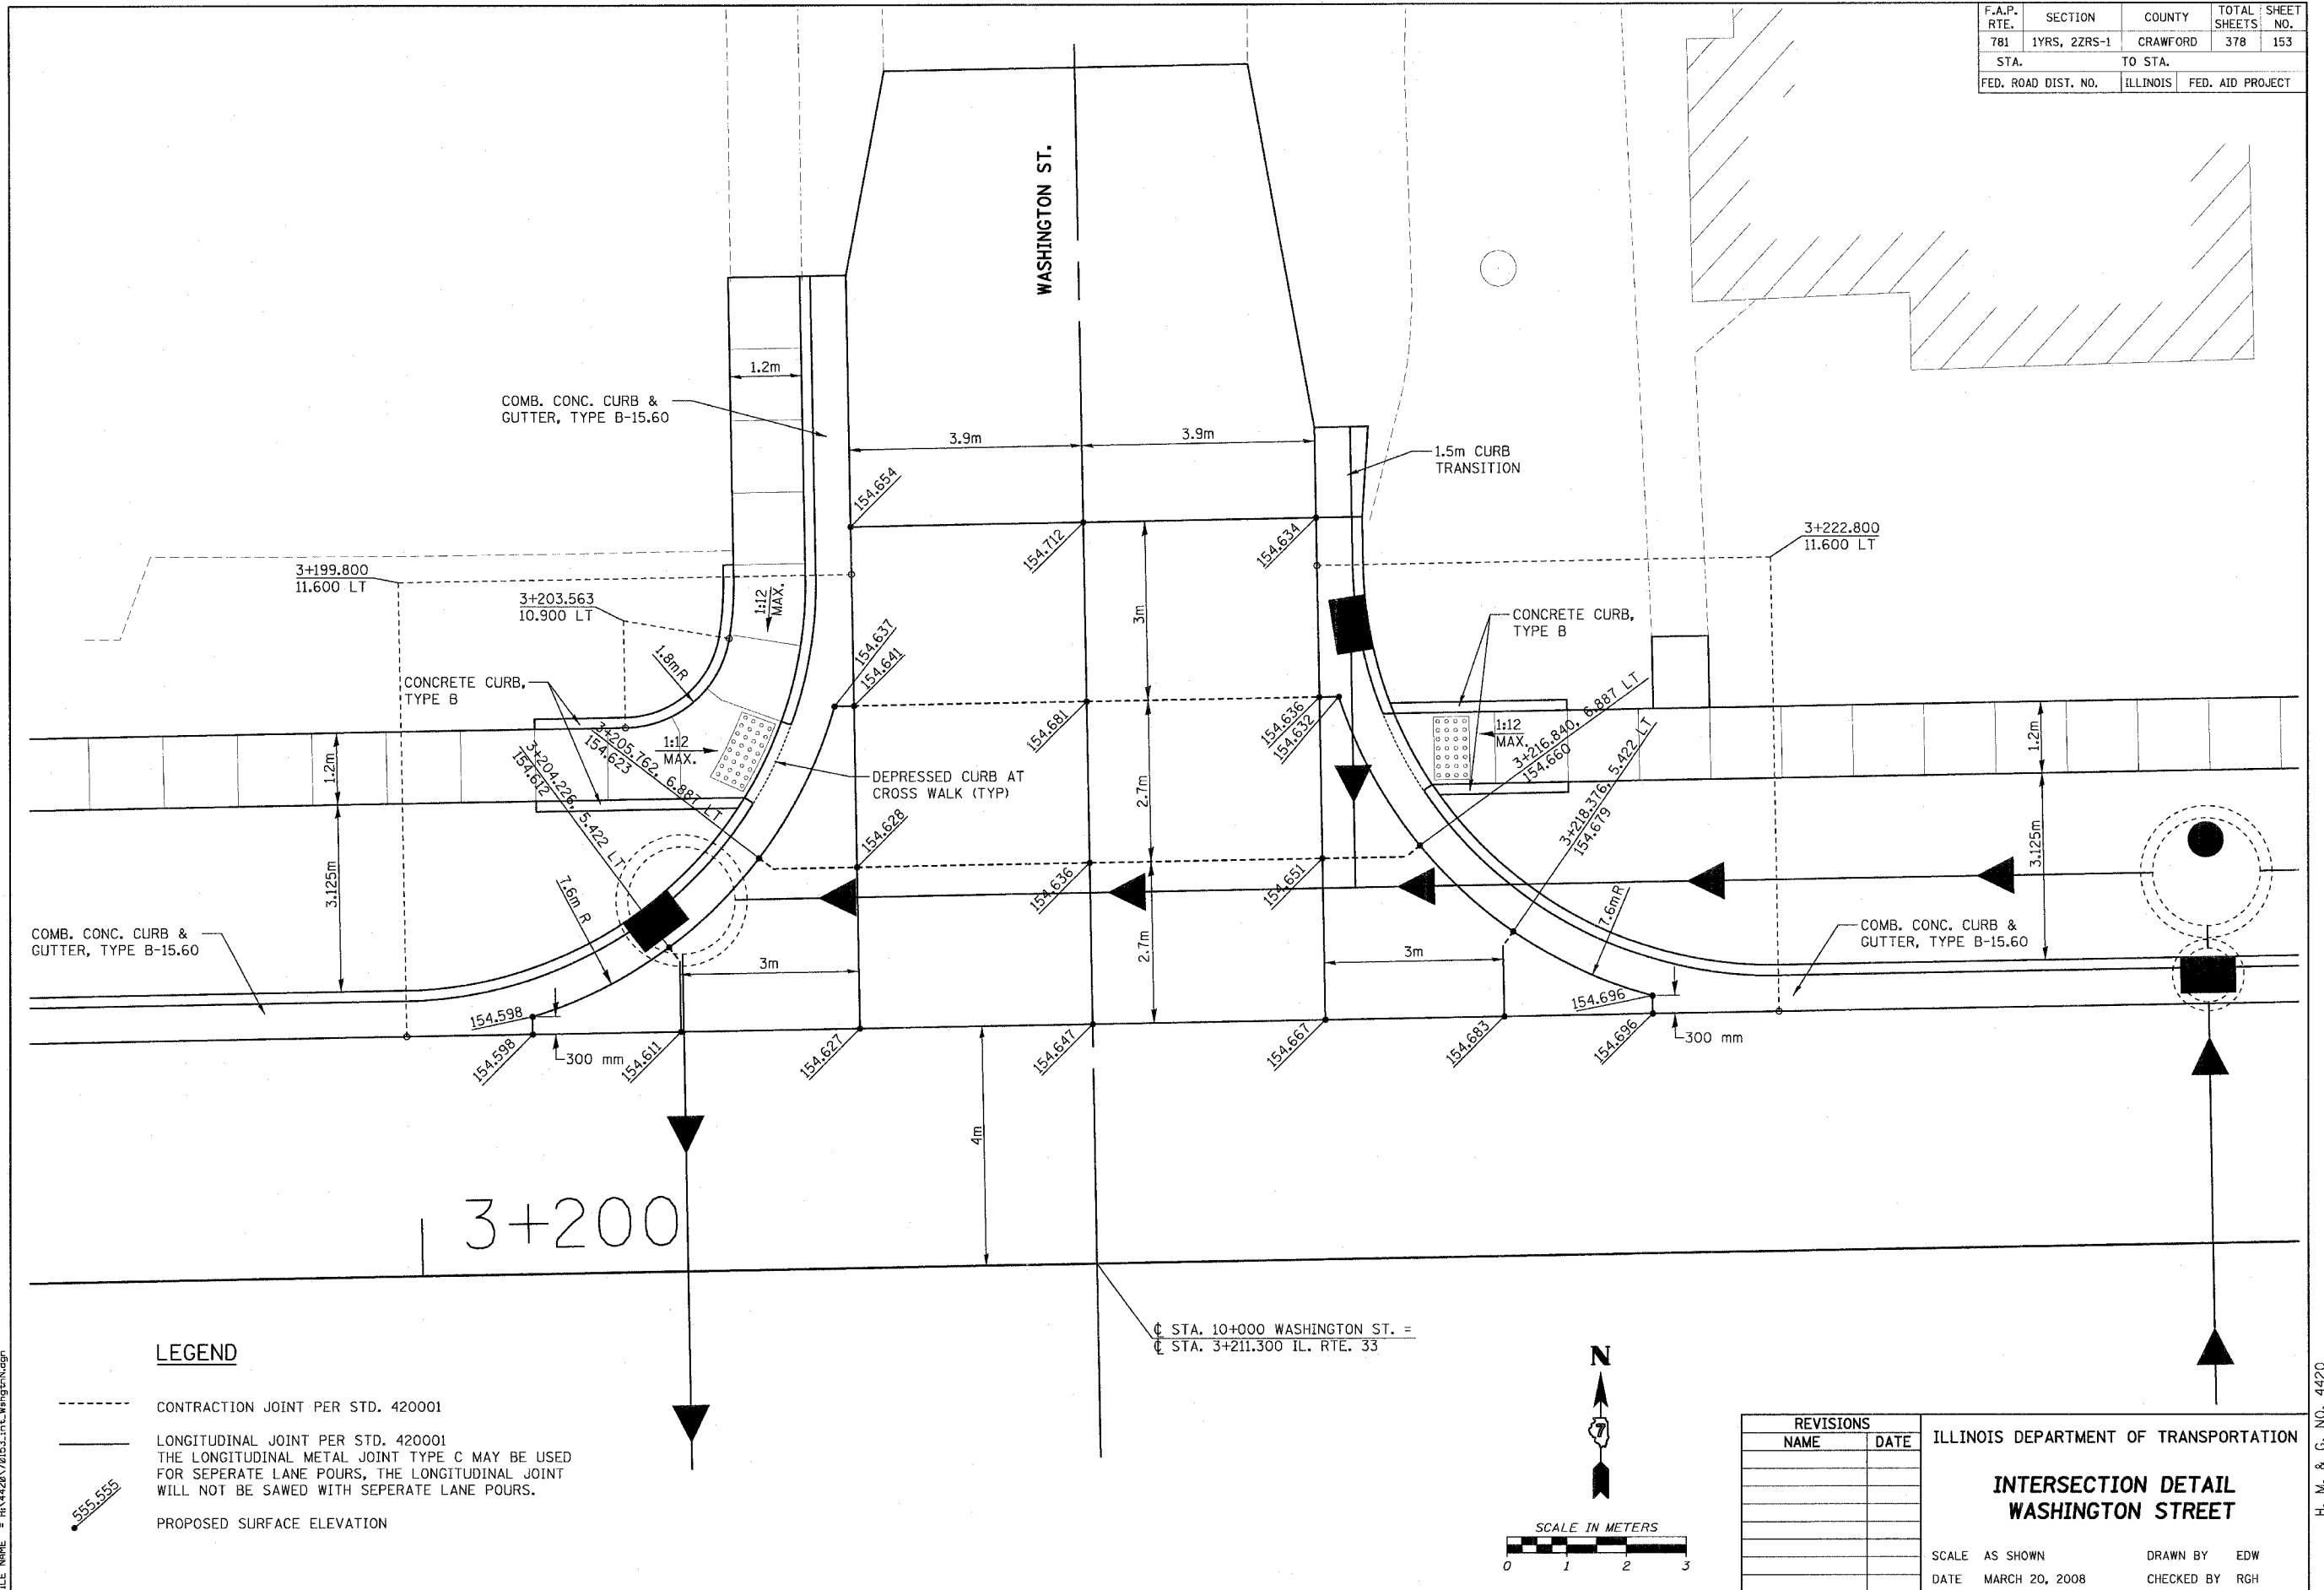 F.A.P. RTE. SECTION COUNTY TOTAL SHEETS SHEET NO.
781 1YRS, 2ZRS-1 CRAWFORD 378 153
STA. TO STA.
FED. ROAD DIST. NO. ILLINOIS FED. AID PROJECT
WASHINGTON ST.
1.2m
COMB. CONC. CURB &
GUTTER, TYPE B-15.60
3.9m
3.9m
1.5m CURB
TRANSITION
154.654
154.712
154.634
3+222.800
11.600 LT
3+199.800
11.600 LT
3+203.563
10.900 LT
1:12
MAX.
3m
CONCRETE CURB,
TYPE B
154.637
154.641
1.8mR
CONCRETE CURB,
TYPE B
154.681
154.636
154.632
1:12
MAX.
1:12
MAX.
3+205.762, 6.887 LT
154.623
3+204.226, 5.422 LT
154.612
3+216.840, 6.887 LT
154.660
3+218.376, 5.422 LT
154.679
1.2m
1.2m
DEPRESSED CURB AT
CROSS WALK (TYP)
2.7m
154.628
154.636
154.651
3.125m
3.125m
7.6m R
7.6mR
COMB. CONC. CURB &
GUTTER, TYPE B-15.60
COMB. CONC. CURB &
GUTTER, TYPE B-15.60
2.7m
3m
3m
154.598
154.696
154.598
300 mm
154.611
154.627
154.647
154.667
154.683
154.696
300 mm
4m
3+200
℄ STA. 10+000 WASHINGTON ST. =
℄ STA. 3+211.300 IL. RTE. 33
LEGEND
CONTRACTION JOINT PER STD. 420001
LONGITUDINAL JOINT PER STD. 420001
THE LONGITUDINAL METAL JOINT TYPE C MAY BE USED
FOR SEPERATE LANE POURS, THE LONGITUDINAL JOINT
WILL NOT BE SAWED WITH SEPERATE LANE POURS.
555.555
PROPOSED SURFACE ELEVATION
N
7
SCALE IN METERS
0 1 2 3
REVISIONS
NAME DATE
ILLINOIS DEPARTMENT OF TRANSPORTATION
INTERSECTION DETAIL
WASHINGTON STREET
SCALE AS SHOWN DRAWN BY EDW
DATE MARCH 20, 2008 CHECKED BY RGH
H. M. & G. NO. 4420